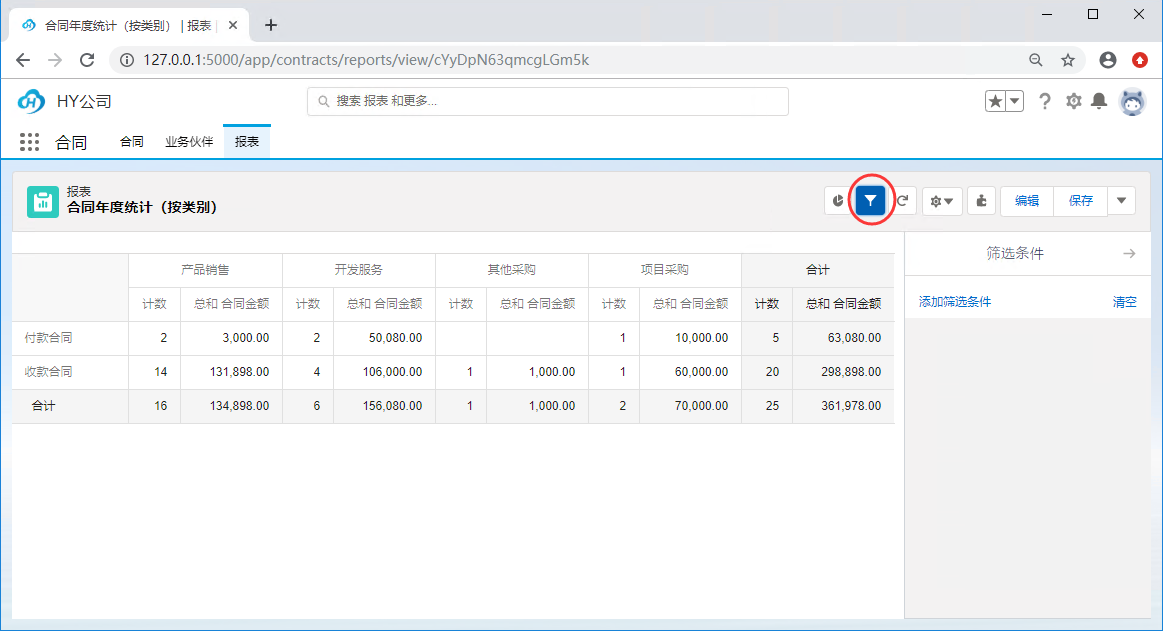 合同年度统计（按类别） | 报表
127.0.0.1:5000/app/contracts/reports/view/cYyDpN63qmcgLGm5k
HY公司
搜索 报表 和更多...
合同 合同 业务伙伴 报表
报表
合同年度统计（按类别）
编辑 保存
产品销售 开发服务 其他采购 项目采购 合计
计数 总和 合同金额 计数 总和 合同金额 计数 总和 合同金额 计数 总和 合同金额 计数 总和 合同金额
付款合同 2 3,000.00 2 50,080.00 1 10,000.00 5 63,080.00
收款合同 14 131,898.00 4 106,000.00 1 1,000.00 1 60,000.00 20 298,898.00
合计 16 134,898.00 6 156,080.00 1 1,000.00 2 70,000.00 25 361,978.00
筛选条件
添加筛选条件 清空